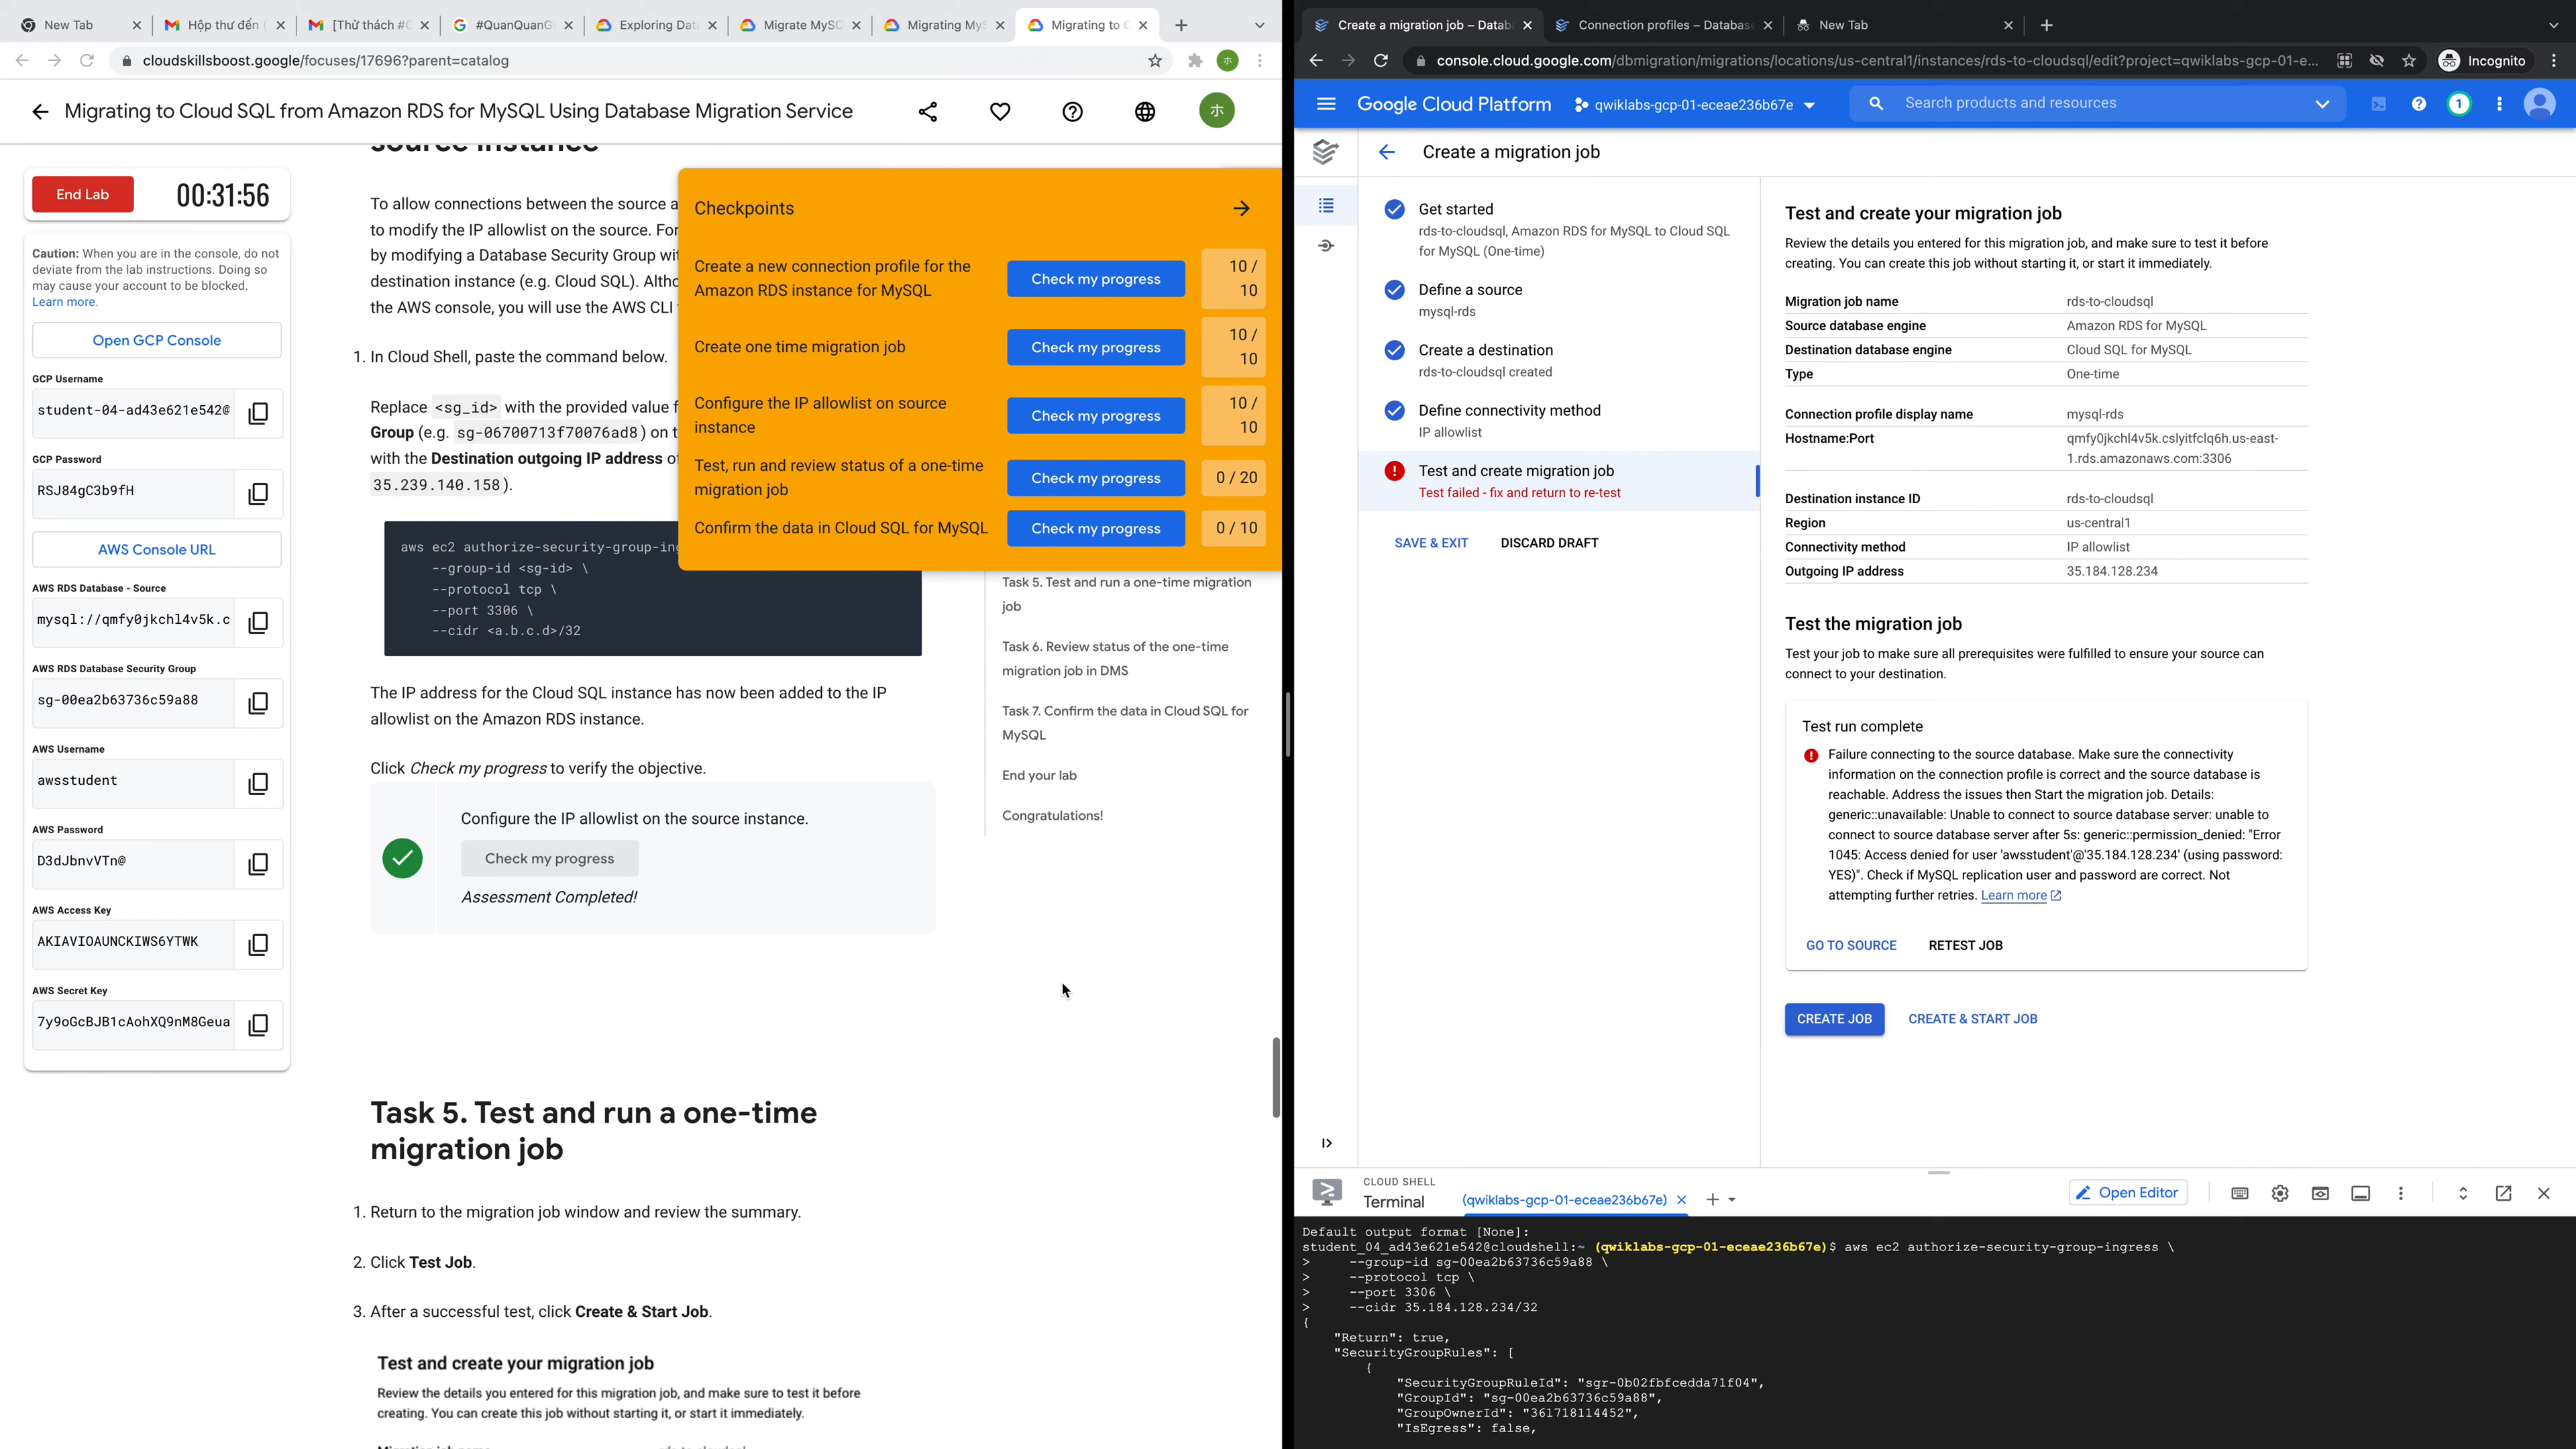 New Tab
Hộp thư đến (
[Thử thách #
#QuanQuanG
Exploring Dat
Migrate MyS
Migrating My
Migrating to C
cloudskillsboost.google/focuses/17696?parent=catalog
Migrating to Cloud SQL from Amazon RDS for MySQL Using Database Migration Service
ホ
source instance
End Lab
00:31:56
Caution: When you are in the console, do not
deviate from the lab instructions. Doing so
may cause your account to be blocked.
Learn more.
Open GCP Console
GCP Username
student-04-ad43e621e542@
GCP Password
RSJ84gC3b9fH
AWS Console URL
AWS RDS Database - Source
mysql://qmfy0jkchl4v5k.c
AWS RDS Database Security Group
sg-00ea2b63736c59a88
AWS Username
awsstudent
AWS Password
D3dJbnvVTn@
AWS Access Key
AKIAVIOAUNCKIWS6YTWK
AWS Secret Key
7y9oGcBJB1cAohXQ9nM8Geua
To allow connections between the source a
to modify the IP allowlist on the source. For
by modifying a Database Security Group wit
destination instance (e.g. Cloud SQL). Altho
the AWS console, you will use the AWS CLI
1. In Cloud Shell, paste the command below.
Replace <sg_id> with the provided value f
Group (e.g. sg-06700713f70076ad8) on t
with the Destination outgoing IP address o
35.239.140.158).
aws ec2 authorize-security-group-ing
--group-id <sg-id> \
--protocol tcp \
--port 3306 \
--cidr <a.b.c.d>/32
The IP address for the Cloud SQL instance has now been added to the IP
allowlist on the Amazon RDS instance.
Click Check my progress to verify the objective.
Configure the IP allowlist on the source instance.
Check my progress
Assessment Completed!
Task 5. Test and run a one-time
migration job
1. Return to the migration job window and review the summary.
2. Click Test Job.
3. After a successful test, click Create & Start Job.
Test and create your migration job
Review the details you entered for this migration job, and make sure to test it before
creating. You can create this job without starting it, or start it immediately.
Checkpoints
Create a new connection profile for the
Amazon RDS instance for MySQL
Check my progress
10 /
10
Create one time migration job
Check my progress
10 /
10
Configure the IP allowlist on source
instance
Check my progress
10 /
10
Test, run and review status of a one-time
migration job
Check my progress
0 / 20
Confirm the data in Cloud SQL for MySQL
Check my progress
0 / 10
Task 5. Test and run a one-time migration
job
Task 6. Review status of the one-time
migration job in DMS
Task 7. Confirm the data in Cloud SQL for
MySQL
End your lab
Congratulations!
Create a migration job – Datab
Connection profiles – Database
New Tab
console.cloud.google.com/dbmigration/migrations/locations/us-central1/instances/rds-to-cloudsql/edit?project=qwiklabs-gcp-01-e...
Incognito
Google Cloud Platform
qwiklabs-gcp-01-eceae236b67e
Search products and resources
1
Create a migration job
Get started
rds-to-cloudsql, Amazon RDS for MySQL to Cloud SQL
for MySQL (One-time)
Define a source
mysql-rds
Create a destination
rds-to-cloudsql created
Define connectivity method
IP allowlist
Test and create migration job
Test failed - fix and return to re-test
SAVE & EXIT
DISCARD DRAFT
Test and create your migration job
Review the details you entered for this migration job, and make sure to test it before
creating. You can create this job without starting it, or start it immediately.
Migration job name rds-to-cloudsql
Source database engine Amazon RDS for MySQL
Destination database engine Cloud SQL for MySQL
Type One-time
Connection profile display name mysql-rds
Hostname:Port qmfy0jkchl4v5k.cslyitfclq6h.us-east-
1.rds.amazonaws.com:3306
Destination instance ID rds-to-cloudsql
Region us-central1
Connectivity method IP allowlist
Outgoing IP address 35.184.128.234
Test the migration job
Test your job to make sure all prerequisites were fulfilled to ensure your source can
connect to your destination.
Test run complete
Failure connecting to the source database. Make sure the connectivity
information on the connection profile is correct and the source database is
reachable. Address the issues then Start the migration job. Details:
generic::unavailable: Unable to connect to source database server: unable to
connect to source database server after 5s: generic::permission_denied: "Error
1045: Access denied for user 'awsstudent'@'35.184.128.234' (using password:
YES)". Check if MySQL replication user and password are correct. Not
attempting further retries. Learn more
GO TO SOURCE
RETEST JOB
CREATE JOB
CREATE & START JOB
CLOUD SHELL
Terminal
(qwiklabs-gcp-01-eceae236b67e)
Open Editor
Default output format [None]:
student_04_ad43e621e542@cloudshell:~ (qwiklabs-gcp-01-eceae236b67e)$ aws ec2 authorize-security-group-ingress \
> --group-id sg-00ea2b63736c59a88 \
> --protocol tcp \
> --port 3306 \
> --cidr 35.184.128.234/32
{
"Return": true,
"SecurityGroupRules": [
{
"SecurityGroupRuleId": "sgr-0b02fbfcedda71f04",
"GroupId": "sg-00ea2b63736c59a88",
"GroupOwnerId": "361718114452",
"IsEgress": false,